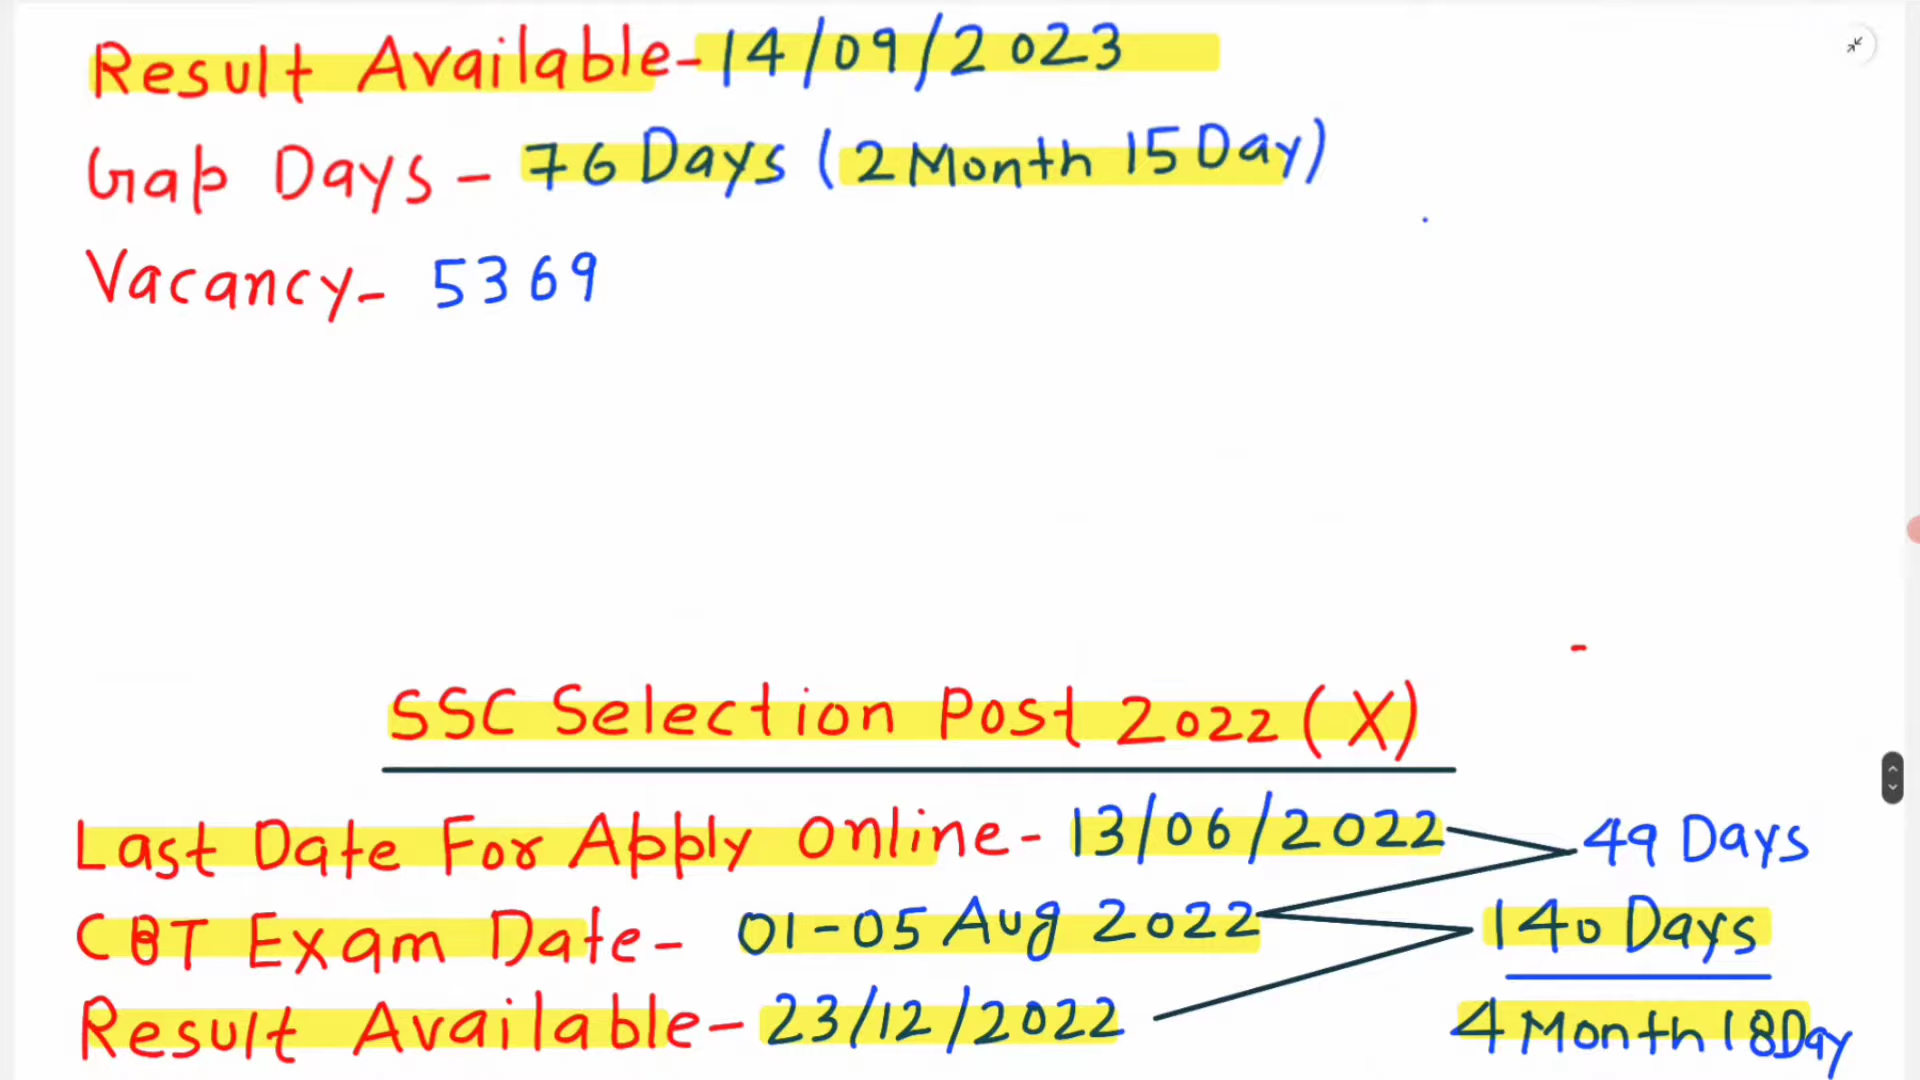 Result Available-14/09/2023
Gap Days - 76 Days (2 Month 15 Day)
Vacancy- 5369
SSC Selection Post 2022 (X)
Last Date For Apply Online- 13/06/2022 49 Days
CBT Exam Date- 01-05 Aug 2022 140 Days
Result Available- 23/12/2022 4 Month 18 Day